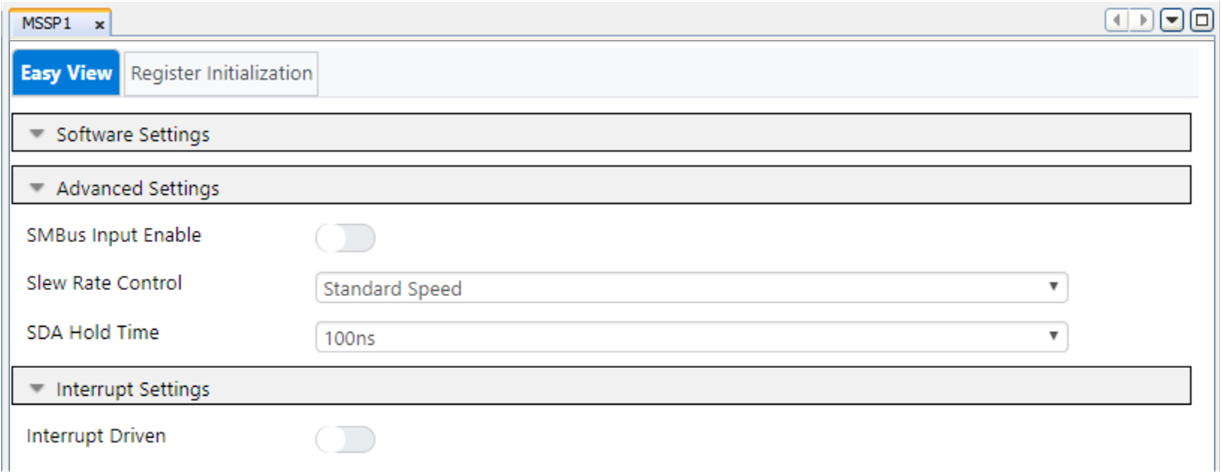 MSSP1 x
Easy View Register Initialization
Software Settings
Advanced Settings
SMBus Input Enable
Slew Rate Control Standard Speed
SDA Hold Time 100ns
Interrupt Settings
Interrupt Driven